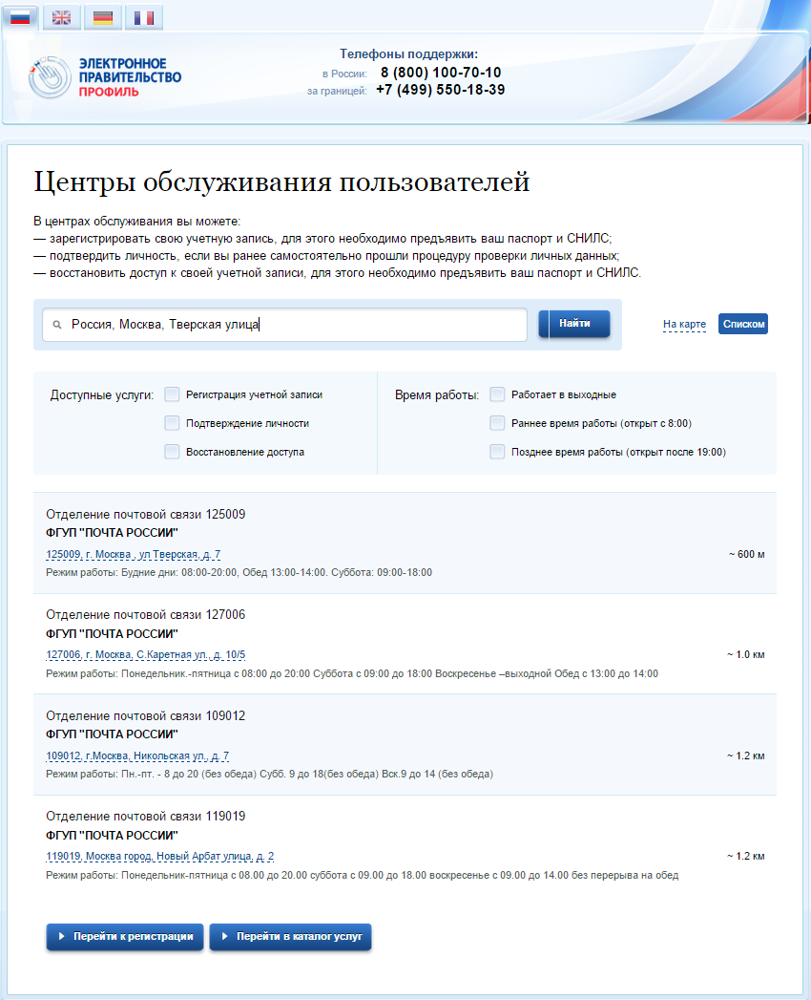 ЭЛЕКТРОННОЕ
ПРАВИТЕЛЬСТВО
ПРОФИЛЬ
Телефоны поддержки:
в России: 8 (800) 100-70-10
за границей: +7 (499) 550-18-39
Центры обслуживания пользователей
В центрах обслуживания вы можете:
— зарегистрировать свою учетную запись, для этого необходимо предъявить ваш паспорт и СНИЛС;
— подтвердить личность, если вы ранее самостоятельно прошли процедуру проверки личных данных;
— восстановить доступ к своей учетной записи, для этого необходимо предъявить ваш паспорт и СНИЛС.
Россия, Москва, Тверская улица Найти На карте Списком
Доступные услуги: Регистрация учетной записи Время работы: Работает в выходные
Подтверждение личности Раннее время работы (открыт с 8:00)
Восстановление доступа Позднее время работы (открыт после 19:00)
Отделение почтовой связи 125009
ФГУП "ПОЧТА РОССИИ"
125009, г. Москва , ул Тверская, д. 7 ~ 600 м
Режим работы: Будние дни: 08:00-20:00, Обед 13:00-14:00. Суббота: 09:00-18:00
Отделение почтовой связи 127006
ФГУП "ПОЧТА РОССИИ"
127006, г. Москва, С.Каретная ул., д. 10/5 ~ 1.0 км
Режим работы: Понедельник.-пятница с 08:00 до 20:00 Суббота с 09:00 до 18:00 Воскресенье –выходной Обед с 13:00 до 14:00
Отделение почтовой связи 109012
ФГУП "ПОЧТА РОССИИ"
109012, г.Москва, Никольская ул., д. 7 ~ 1.2 км
Режим работы: Пн.-пт. - 8 до 20 (без обеда) Субб. 9 до 18(без обеда) Вск.9 до 14 (без обеда)
Отделение почтовой связи 119019
ФГУП "ПОЧТА РОССИИ"
119019, Москва город, Новый Арбат улица, д. 2 ~ 1.2 км
Режим работы: Понедельник-пятница с 08.00 до 20.00 суббота с 09.00 до 18.00 воскресенье с 09.00 до 14.00 без перерыва на обед
Перейти к регистрации Перейти в каталог услуг